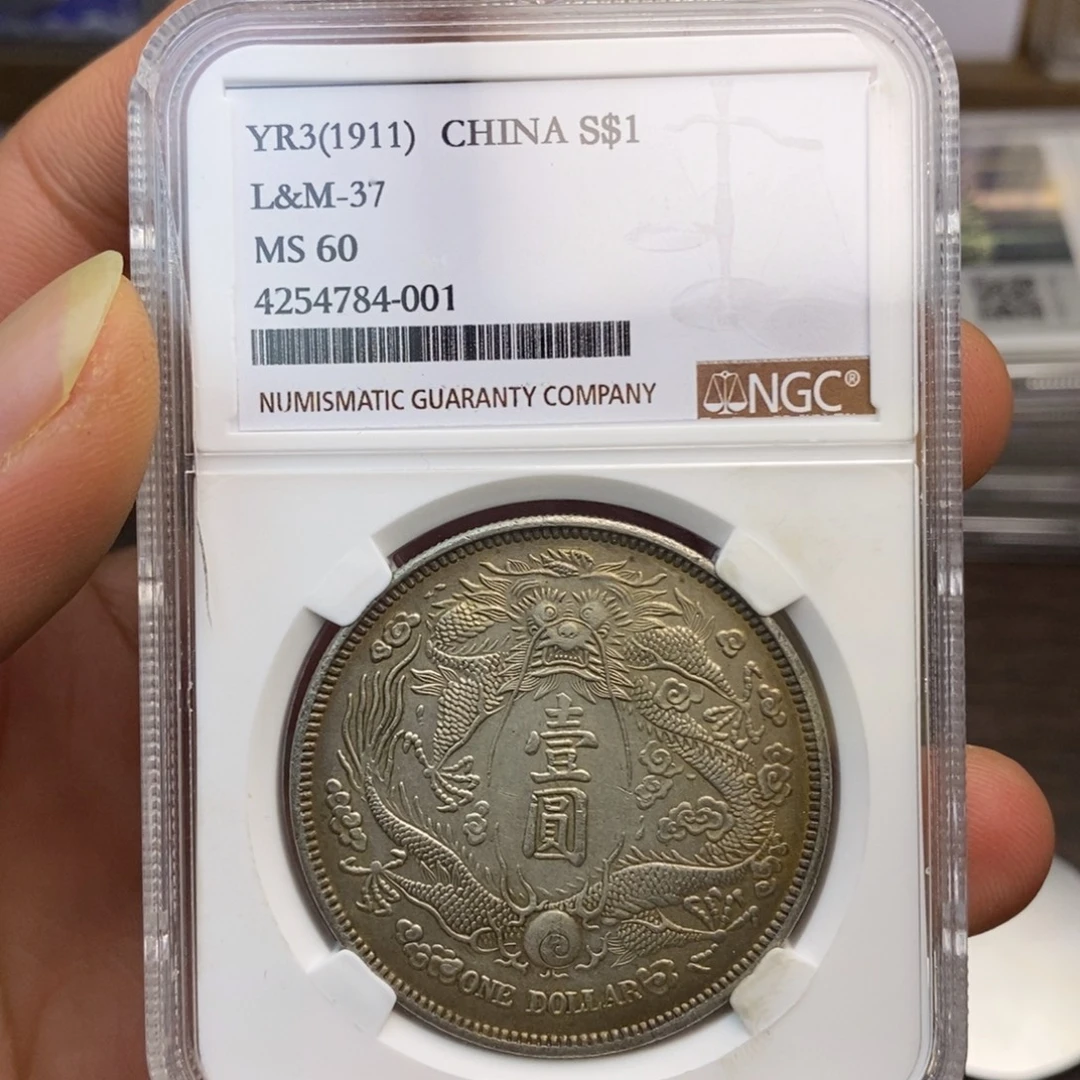 YR3(1911) CHINA S$1
L&M-37
MS 60
4254784-001
NUMISMATIC GUARANTY COMPANY
NGC®
壹
圓
ONE DOLLAR